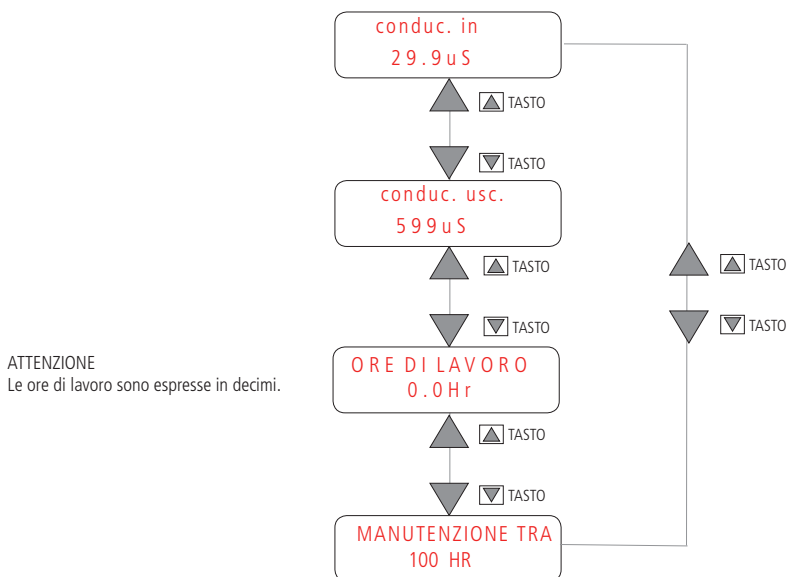 conduc. in
29.9uS
TASTO
TASTO
conduc. usc.
599uS
TASTO
TASTO
TASTO
TASTO
ATTENZIONE
Le ore di lavoro sono espresse in decimi.
ORE DI LAVORO
0.0Hr
TASTO
TASTO
MANUTENZIONE TRA
100 HR